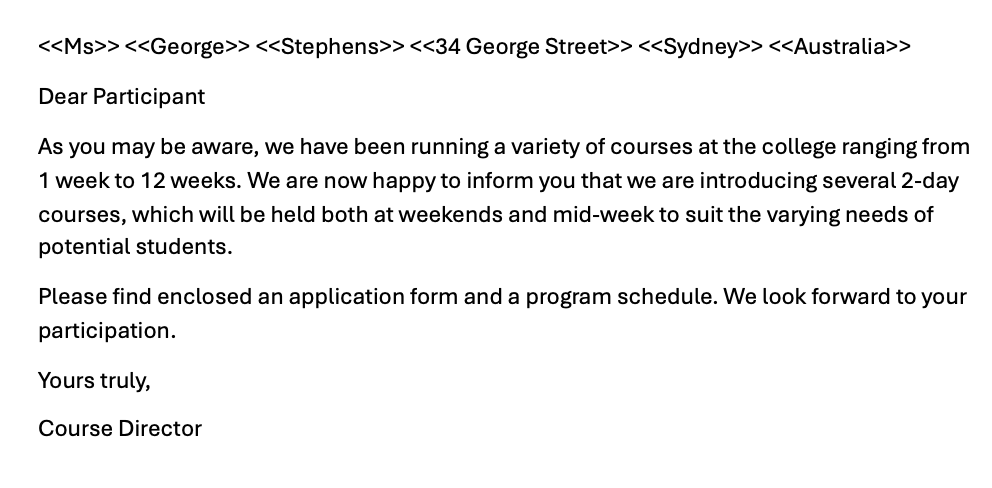 <<Ms>> <<George>> <<Stephens>> <<34 George Street>> <<Sydney>> <<Australia>>
Dear Participant
As you may be aware, we have been running a variety of courses at the college ranging from
1 week to 12 weeks. We are now happy to inform you that we are introducing several 2-day
courses, which will be held both at weekends and mid-week to suit the varying needs of
potential students.
Please find enclosed an application form and a program schedule. We look forward to your
participation.
Yours truly,
Course Director